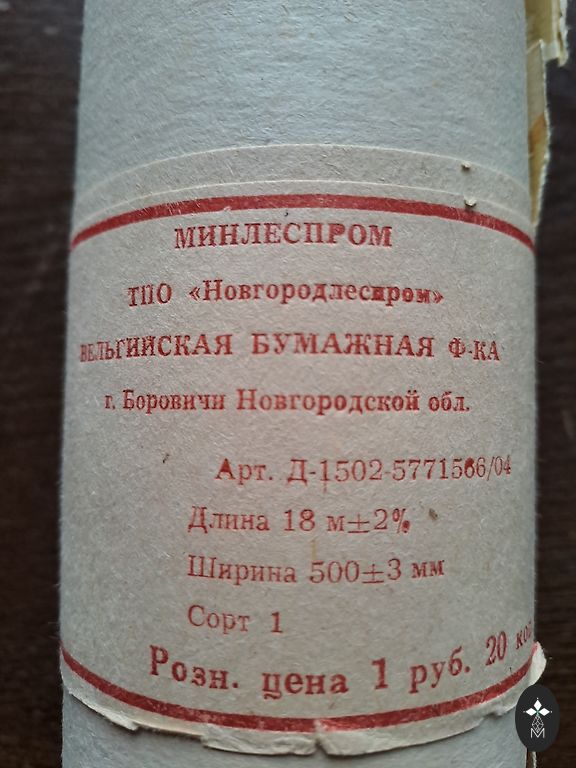 МИНЛЕСПРОМ
ТПО «Новгородлеспром»
ВЕЛЬГИЙСКАЯ БУМАЖНАЯ Ф-КА
г. Боровичи Новгородской обл.
Арт. Д-1502-5771566/04
Длина 18 м±2%
Ширина 500±3 мм
Сорт 1
Розн. цена 1 руб. 20 коп